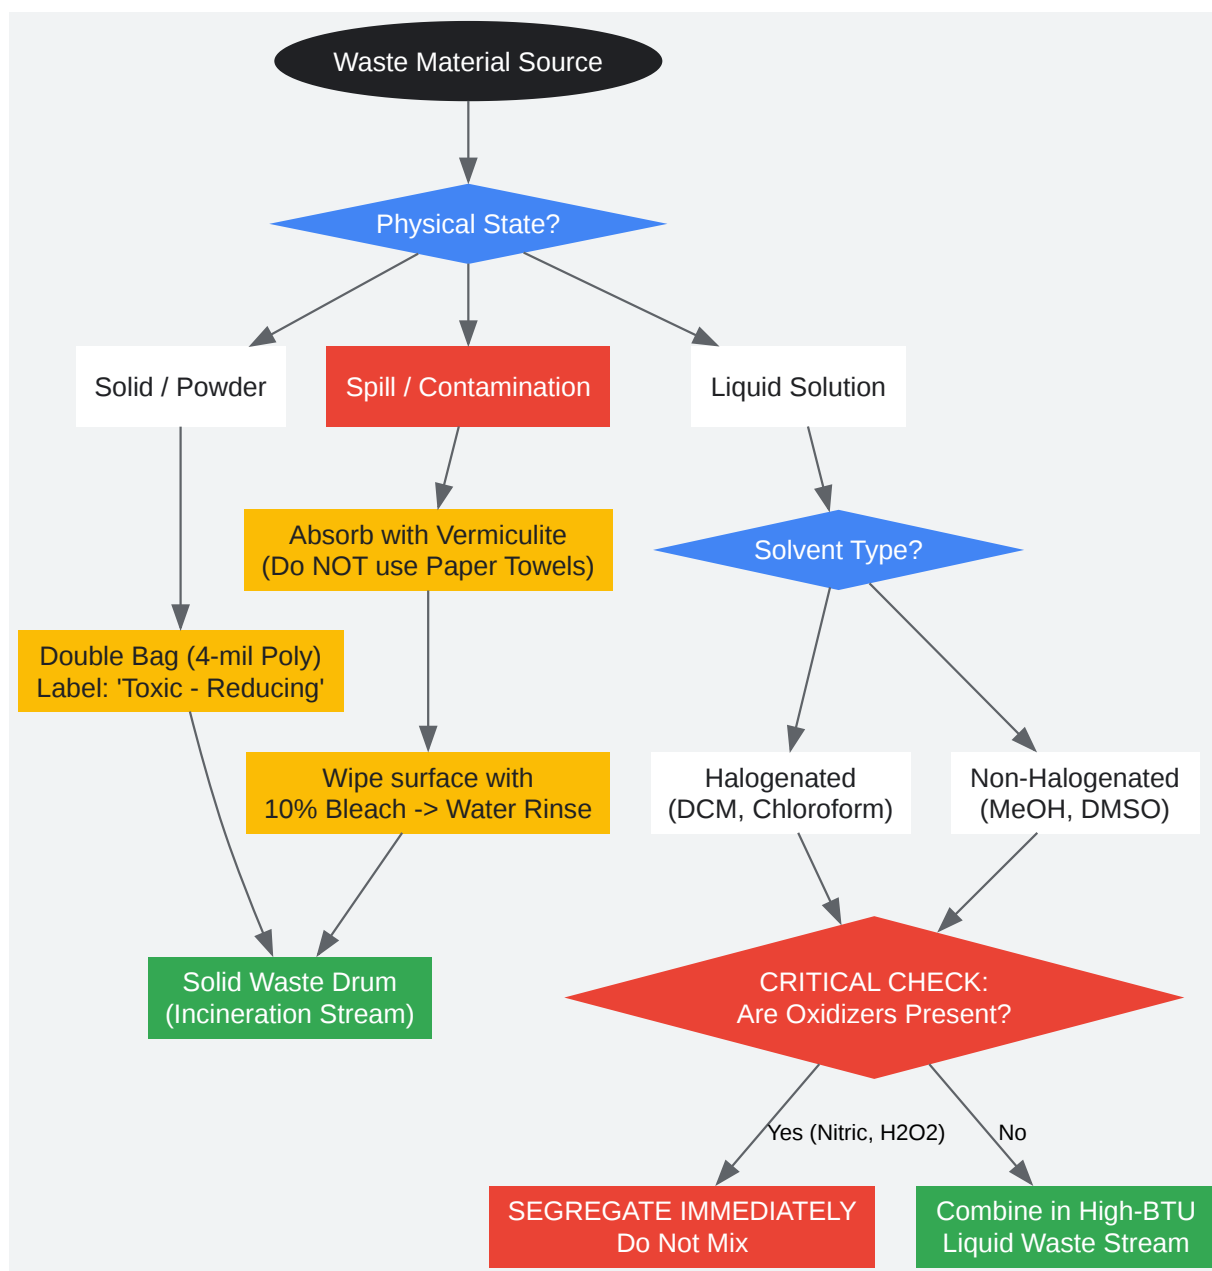 Waste Material Source
Physical State?
Solid / Powder
Spill / Contamination
Liquid Solution
Absorb with Vermiculite
(Do NOT use Paper Towels)
Solvent Type?
Double Bag (4-mil Poly)
Label: 'Toxic - Reducing'
Wipe surface with
10% Bleach -> Water Rinse
Halogenated
(DCM, Chloroform)
Non-Halogenated
(MeOH, DMSO)
Solid Waste Drum
(Incineration Stream)
CRITICAL CHECK:
Are Oxidizers Present?
Yes (Nitric, H2O2)
No
SEGREGATE IMMEDIATELY
Do Not Mix
Combine in High-BTU
Liquid Waste Stream